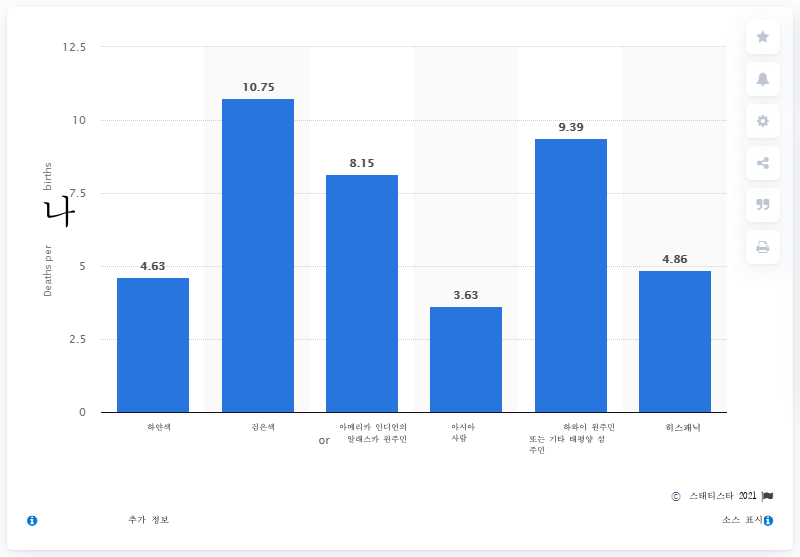 12.5
10
7.5
5
2.5
0
births
나
Deaths per
4.63
10.75
8.15
3.63
9.39
4.86
하얀색
검은색
아메리카 인디언의
or 알래스카 원주민
아시아
사람
하와이 원주민
또는 기타 태평양 섬
주민
히스패닉
© 스태티스타 2021
추가 정보
소스 표시